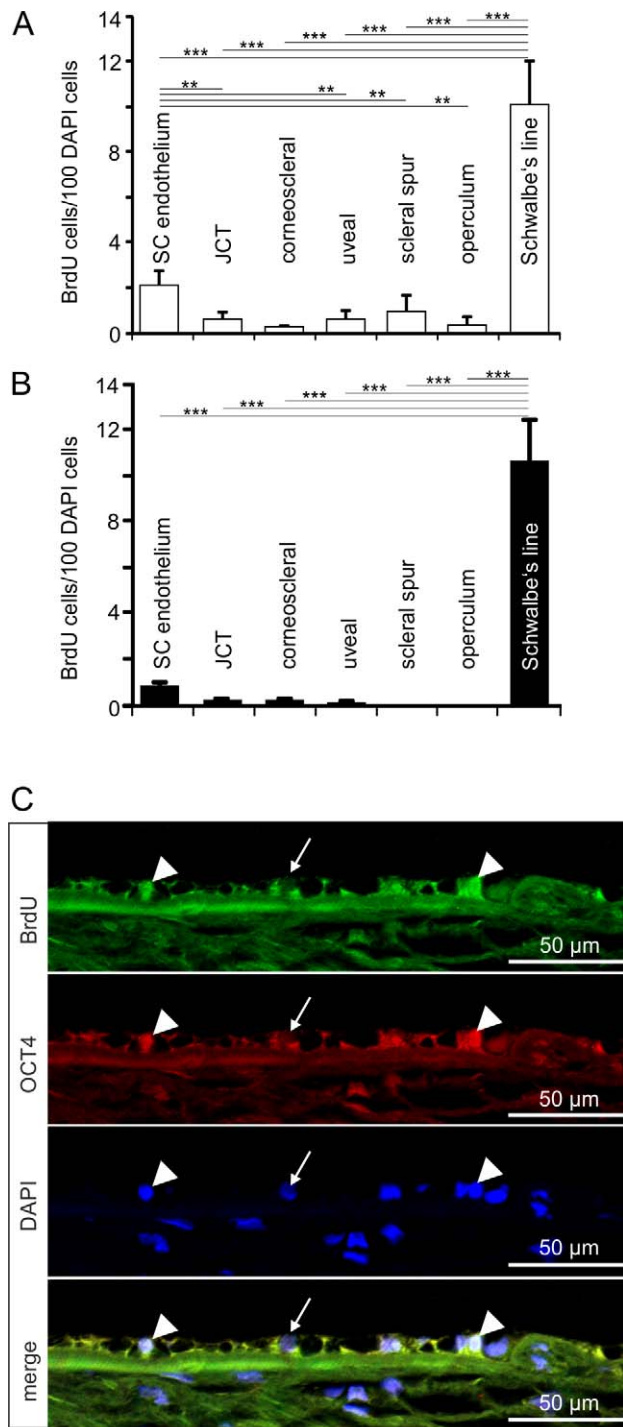 A
BrdU cells/100 DAPI cells
14
12
8
4
0
***
***
***
***
***
***
**
**
**
**
SC endothelium
JCT
corneoscleral
uveal
scleral spur
operculum
Schwalbe's line
B
BrdU cells/100 DAPI cells
14
12
8
4
0
***
***
***
***
***
***
SC endothelium
JCT
corneoscleral
uveal
scleral spur
operculum
Schwalbe's line
C
BrdU
50 µm
OCT4
50 µm
DAPI
50 µm
merge
50 µm